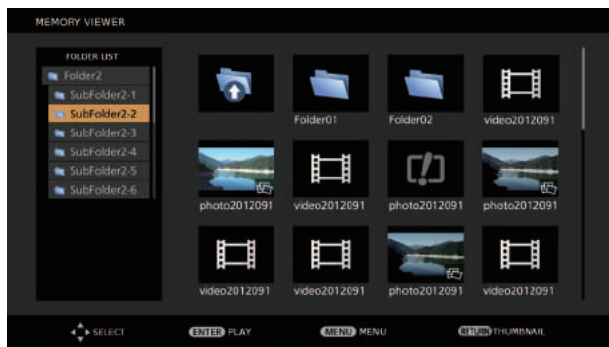 MEMORY VIEWER
FOLDER LIST
Folder2
SubFolder2-1
SubFolder2-2
SubFolder2-3
SubFolder2-4
SubFolder2-5
SubFolder2-6
Folder01 Folder02 video2012091
photo2012091 video2012091 photo2012091 photo2012091
video2012091 video2012091 photo2012091 video2012091
SELECT ENTER PLAY MENU MENU RETURN THUMBNAIL